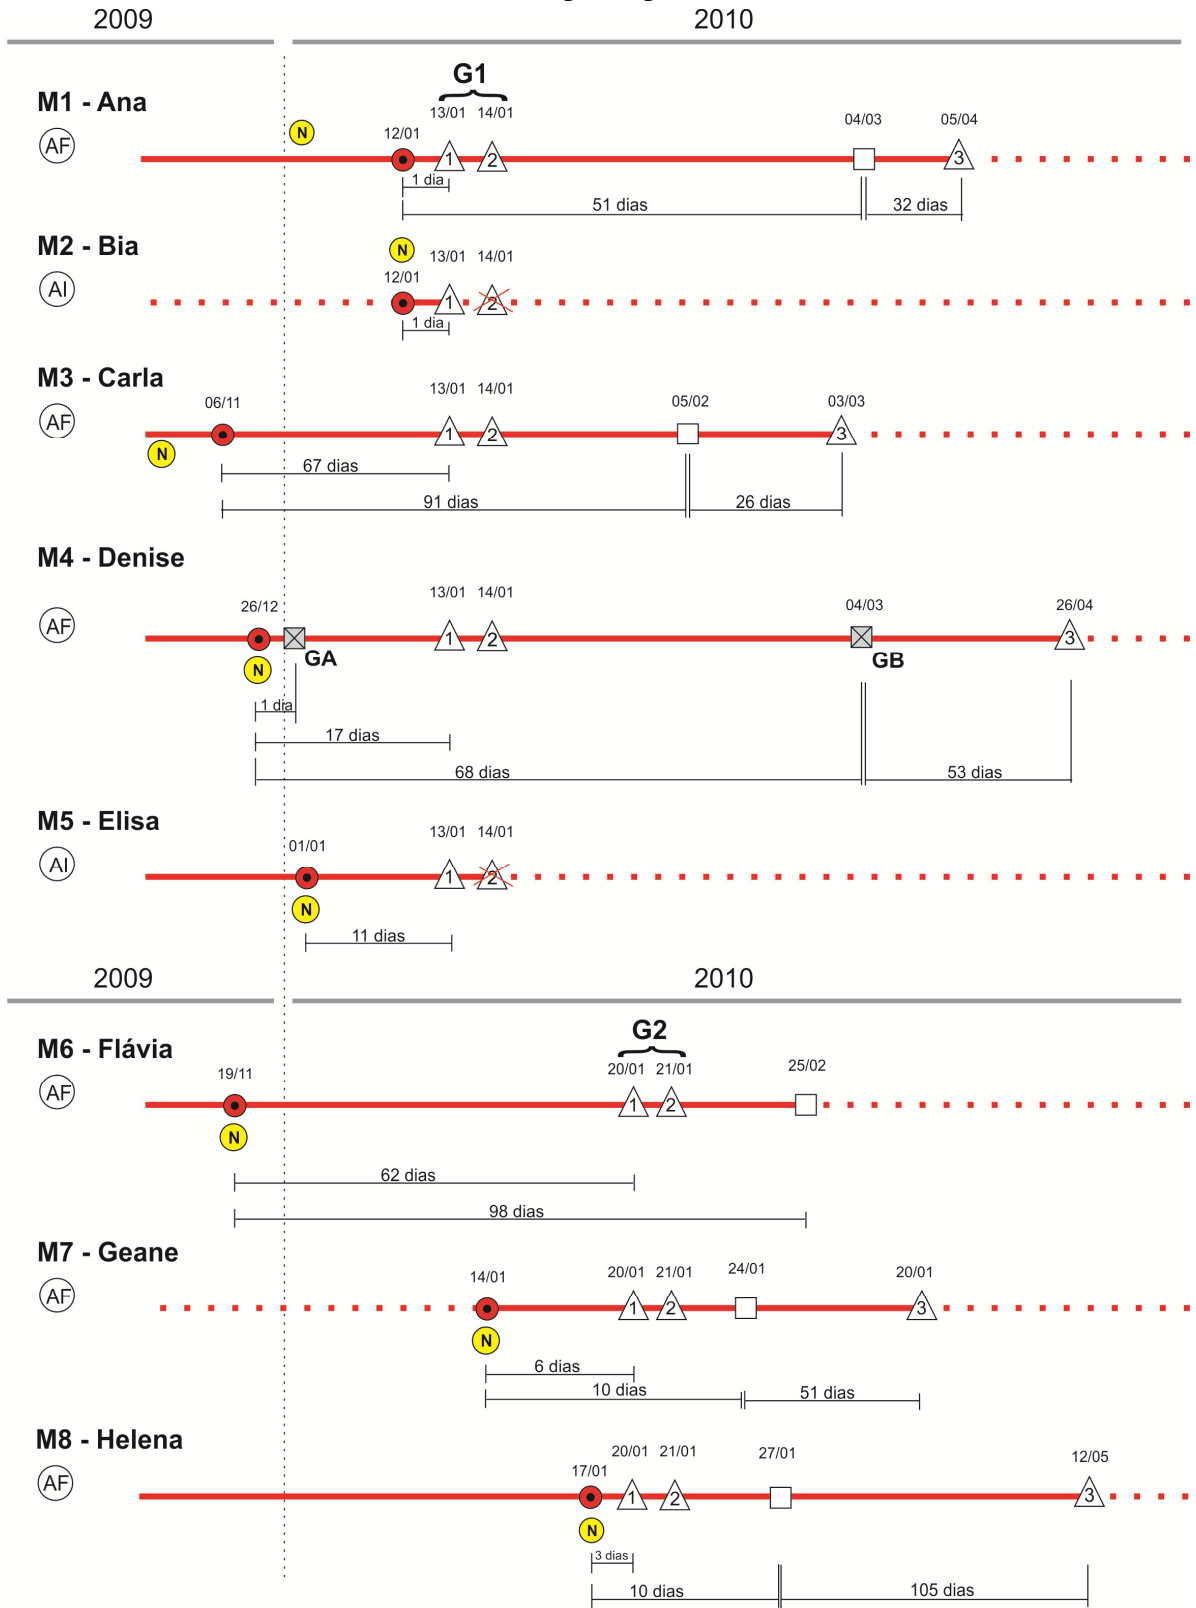 2009 2010
G1
M1 - Ana
13/01 14/01 04/03 05/04
N 12/01
AF
1 2 3
1 dia
51 dias 32 dias
M2 - Bia
N 13/01 14/01
12/01
AI
1 2
1 dia
M3 - Carla
13/01 14/01
06/11 05/02 03/03
AF
1 2 3
N
67 dias
91 dias 26 dias
M4 - Denise
13/01 14/01
26/12 04/03 26/04
AF
1 2 3
GA GB
N
1 dia
17 dias
68 dias 53 dias
M5 - Elisa
13/01 14/01
01/01
AI
1 2
N
11 dias
2009 2010
G2
M6 - Flávia
19/11 20/01 21/01 25/02
AF
1 2
N
62 dias
98 dias
M7 - Geane
14/01 20/01 21/01 24/01 20/01
AF
1 2 3
N
6 dias
10 dias 51 dias
M8 - Helena
20/01 21/01 27/01 12/05
17/01
AF
1 2 3
N
3 dias
10 dias 105 dias